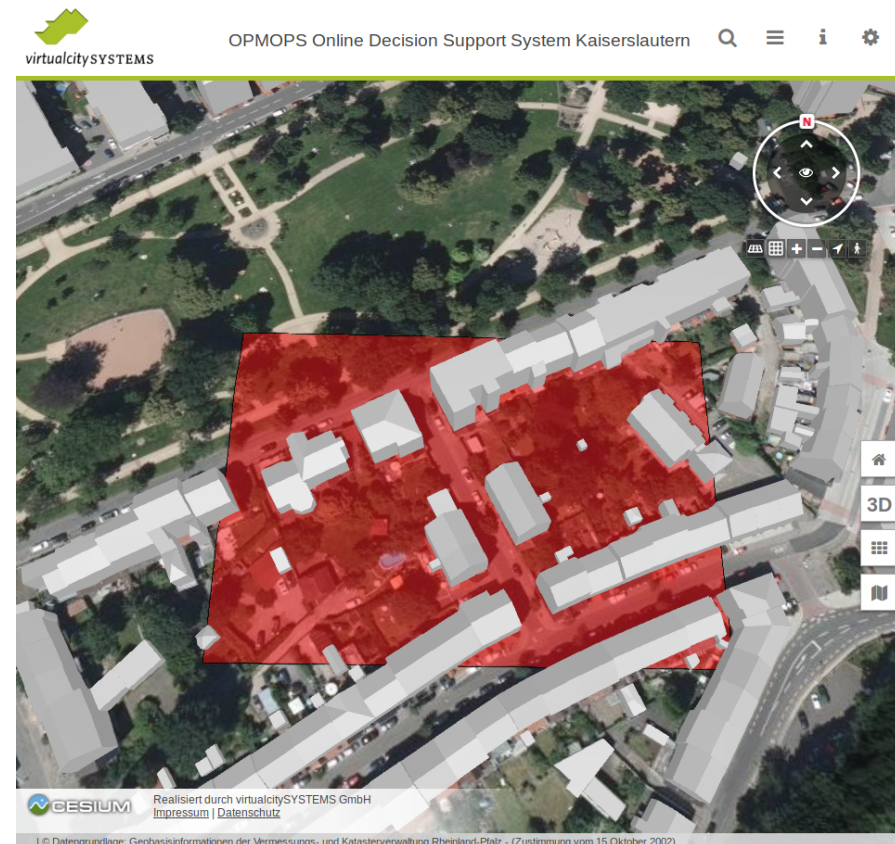 virtualcitySYSTEMS
OPMOPS Online Decision Support System Kaiserslautern
N
3D
CESIUM
Realisiert durch virtualcitySYSTEMS GmbH
Impressum | Datenschutz
| © Datengrundlage: Geobasisinformationen der Vermessungs- und Katasterverwaltung Rheinland-Pfalz - (Zustimmung vom 15.Oktober 2002)